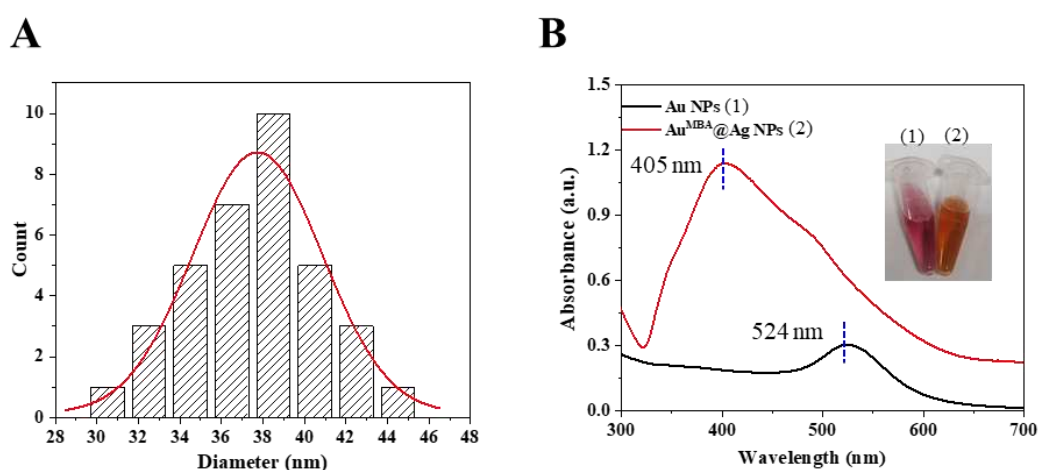 A
Count
10
8
6
4
2
0
28 30 32 34 36 38 40 42 44 46 48
Diameter (nm)
B
Absorbance (a.u.)
1.5
1.2
0.9
0.6
0.3
0.0
Au NPs (1)
Au^MBA@Ag NPs (2)
405 nm
524 nm
(1) (2)
300 400 500 600 700
Wavelength (nm)